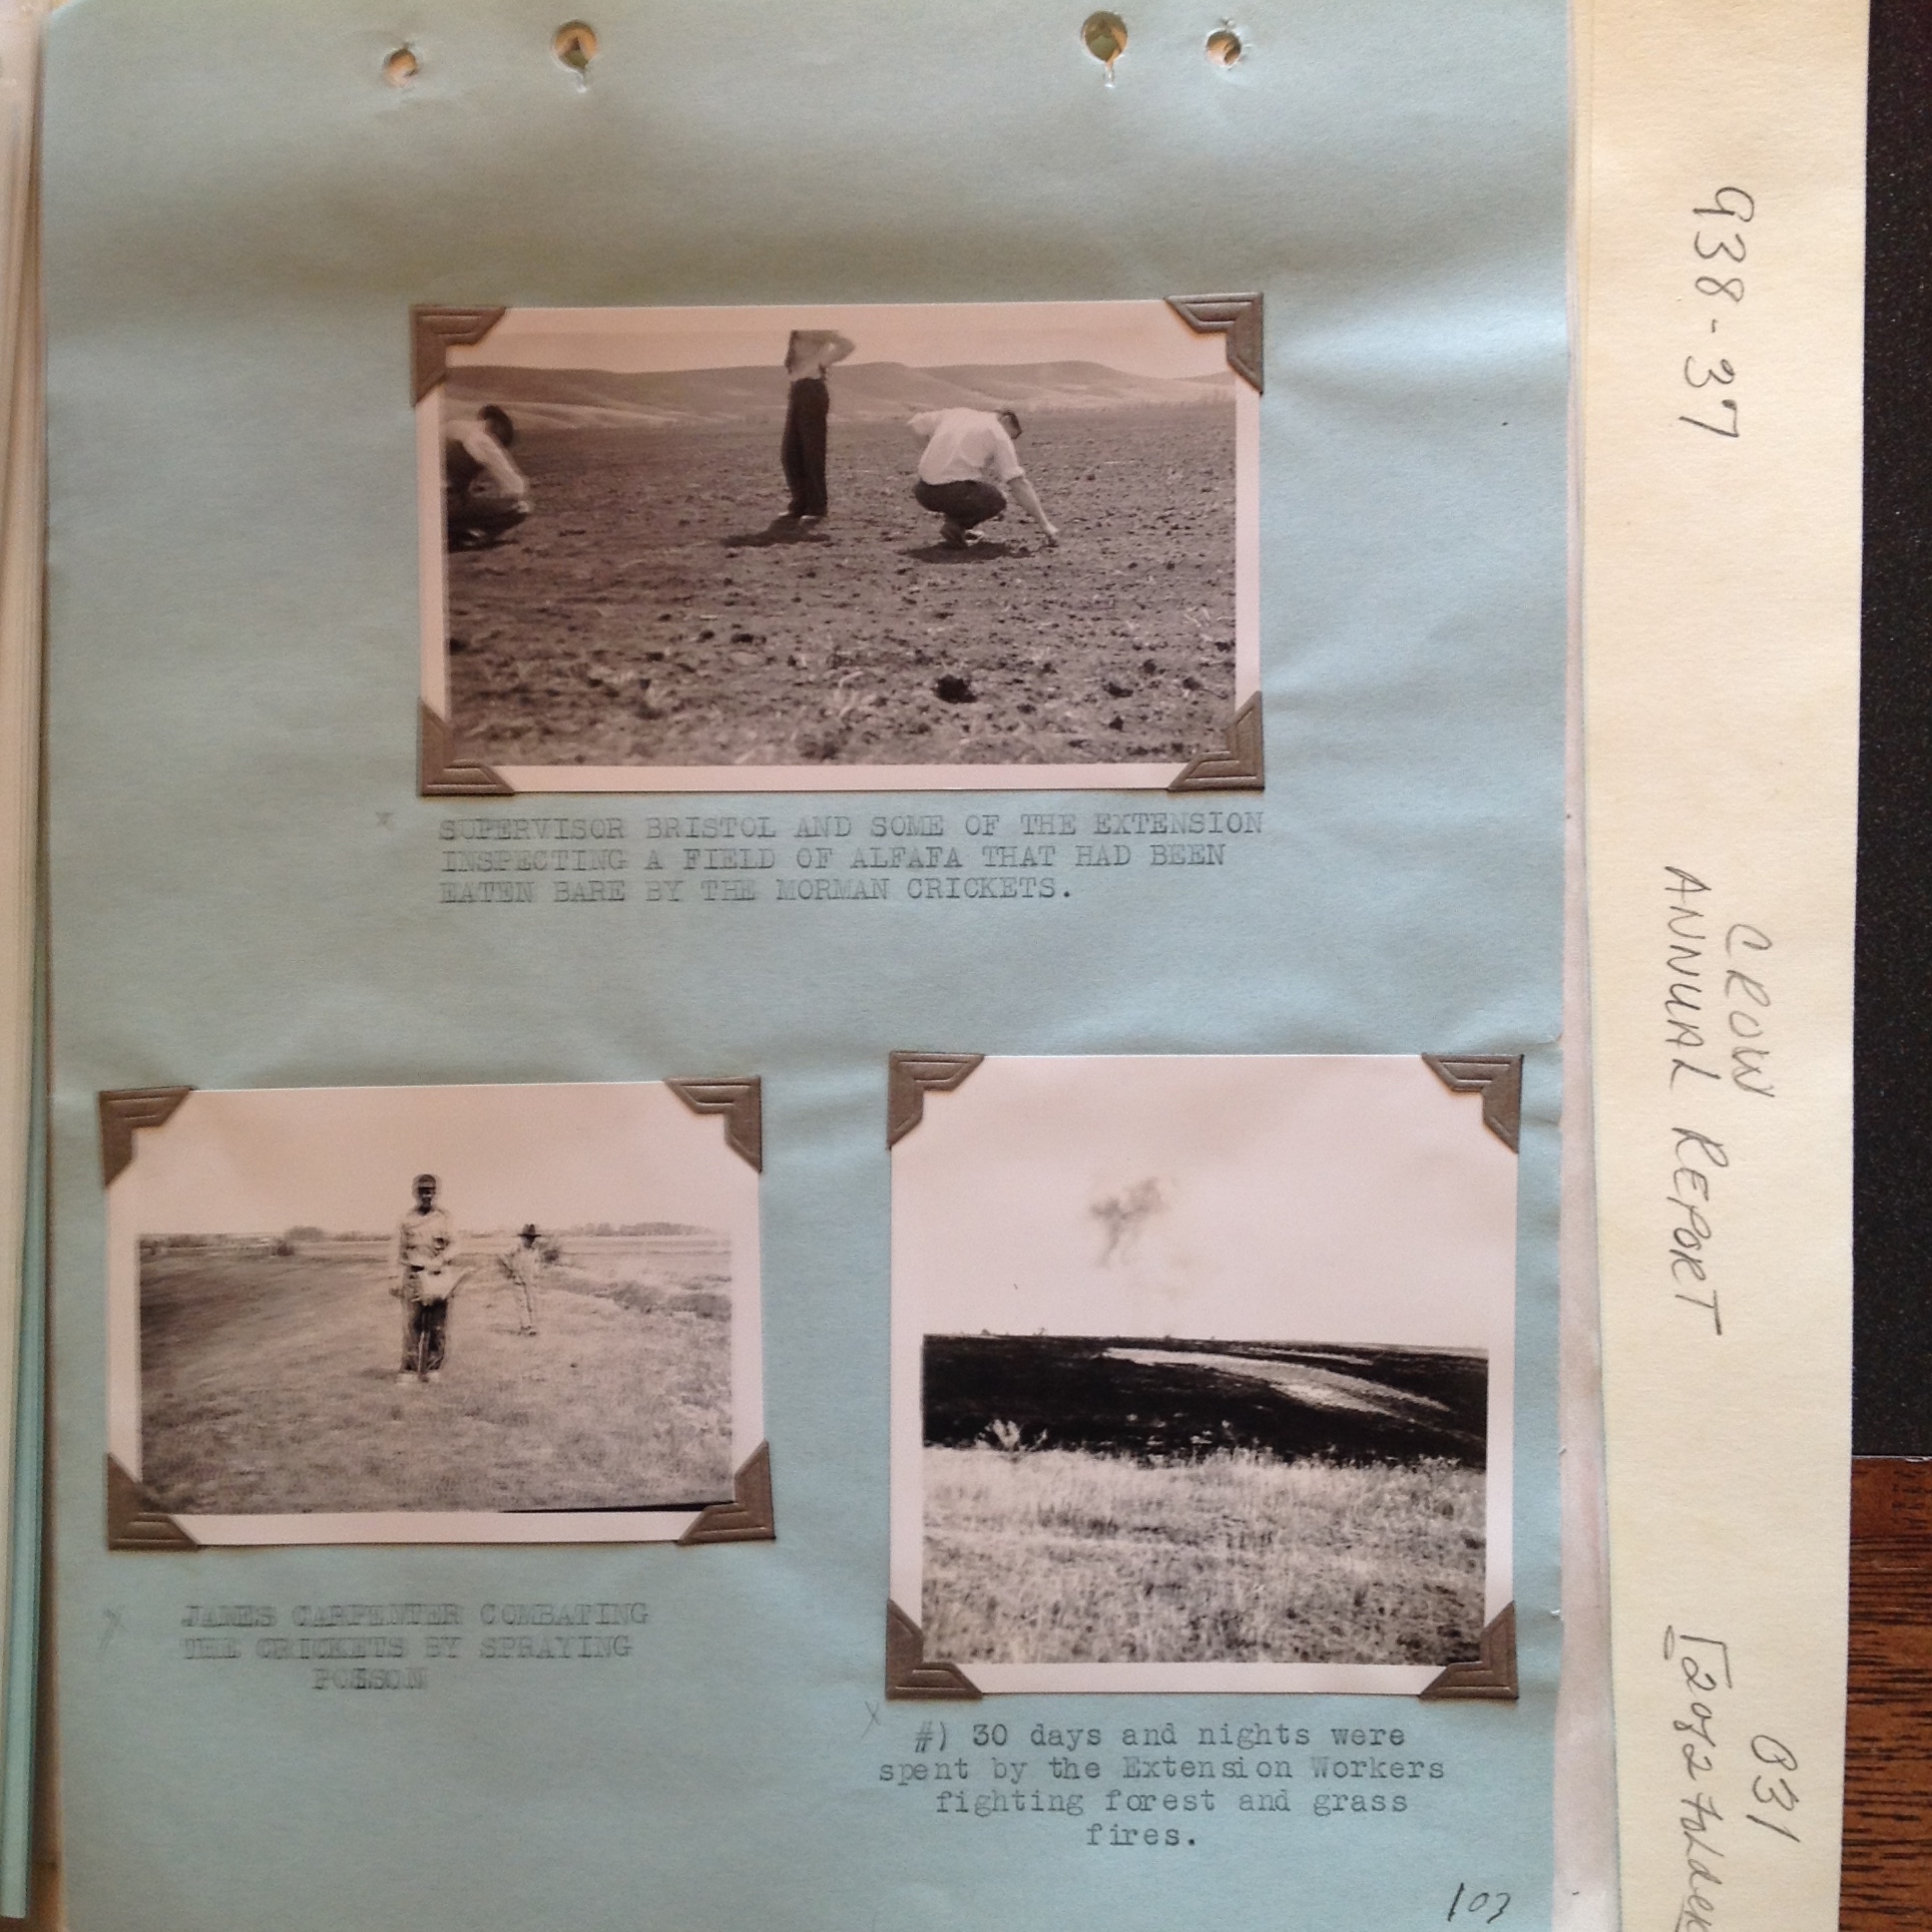 SUPERVISOR BRISTOL AND SOME OF THE EXTENSION
INSPECTING A FIELD OF ALFAFA THAT HAD BEEN
EATEN BARE BY THE MORMAN CRICKETS.
JAMES CARPENTER COMBATING
THE CRICKETS BY SPRAYING
POISON
#) 30 days and nights were
spent by the Extension Workers
fighting forest and grass
fires.
103
938-37
CROW
ANNUAL REPORT
031
[2 of 2 folders